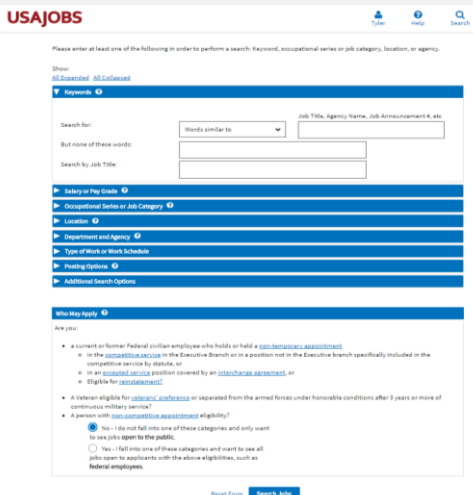 USAJOBS
Tyler
Help
Search
Please enter at least one of the following in order to perform a search: Keyword, occupational series or job category, location, or agency.
Show:
All Expanded All Collapsed
Keywords
Job Title, Agency Name, Job Announcement #, etc
Search for:
Words similar to
But none of these words:
Search by Job Title:
Salary or Pay Grade
Occupational Series or Job Category
Location
Department and Agency
Type of Work or Work Schedule
Posting Options
Additional Search Options
Who May Apply
Are you:
a current or former Federal civilian employee who holds or held a non-temporary appointment
In the competitive service in the Executive Branch or in a position not in the Executive branch specifically included in the
competitive service by statute, or
In an excepted service position covered by an interchange agreement, or
Eligible for reinstatement?
A Veteran eligible for veterans' preference or separated from the armed forces under honorable conditions after 3 years or more of
continuous military service?
A person with non-competitive appointment eligibility?
No - I do not fall into one of these categories and only want
to see jobs open to the public.
Yes - I fall into one of these categories and want to see all
jobs open to applicants with the above eligibilities, such as
federal employees.
Reset Form
Search Jobs